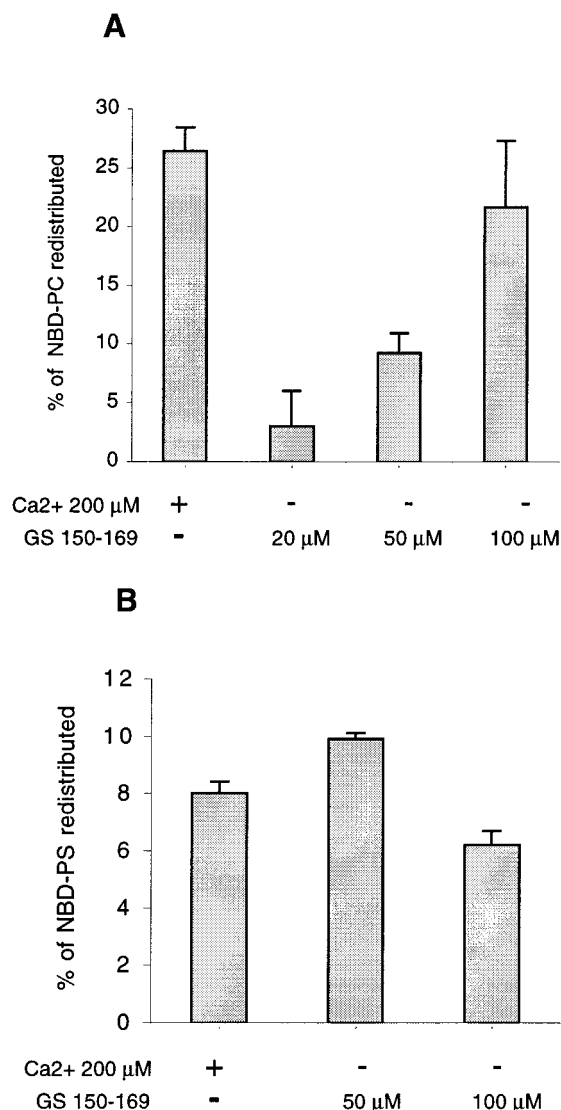 A
% of NBD-PC redistributed
30
25
20
15
10
5
0
Ca2+ 200 μM + - - -
GS 150-169 - 20 μM 50 μM 100 μM
B
% of NBD-PS redistributed
12
10
8
6
4
2
0
Ca2+ 200 μM + - -
GS 150-169 - 50 μM 100 μM